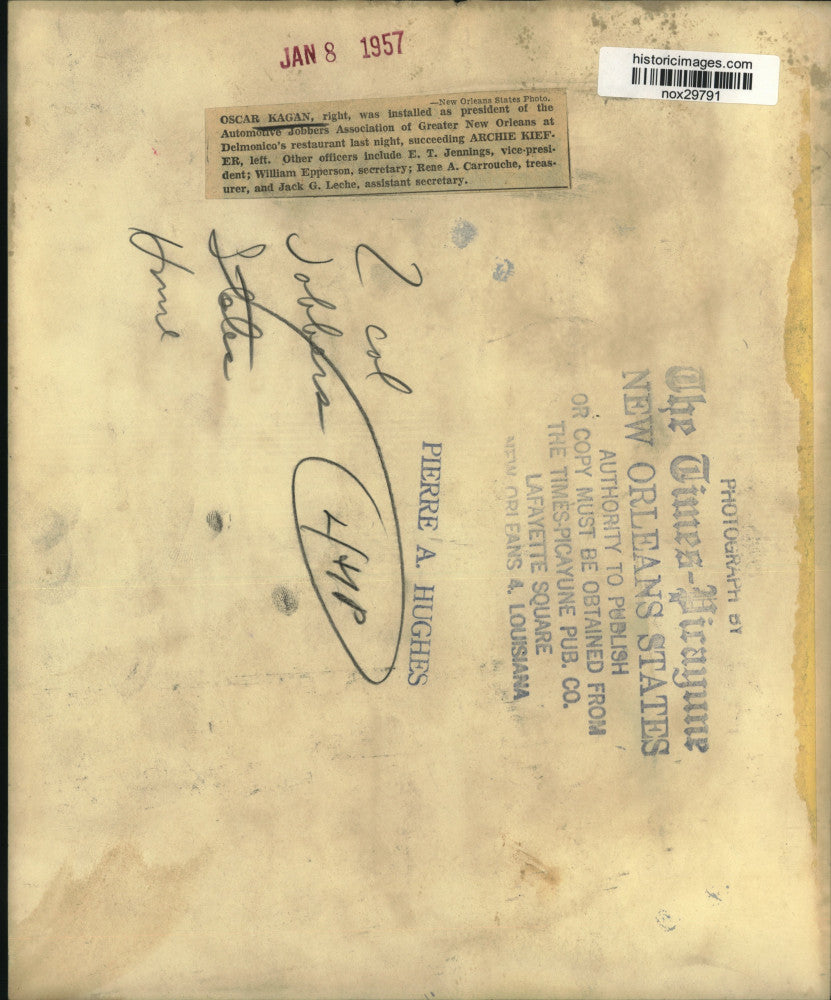 JAN 8 1957
historicimages.com
nox29791
—New Orleans States Photo.
OSCAR KAGAN, right, was installed as president of the
Automotive Jobbers Association of Greater New Orleans at
Delmonico's restaurant last night, succeeding ARCHIE KIEF-
ER, left. Other officers include E. T. Jennings, vice-presi-
dent; William Epperson, secretary; Rene A. Carrouche, treas-
urer, and Jack G. Leche, assistant secretary.
PHOTOGRAPH BY
The Times-Picayune
NEW ORLEANS STATES
AUTHORITY TO PUBLISH
OR COPY MUST BE OBTAINED FROM
THE TIMES-PICAYUNE PUB. CO.
LAFAYETTE SQUARE
NEW ORLEANS 4, LOUISIANA
PIERRE A. HUGHES
2 col
Jobbers
States